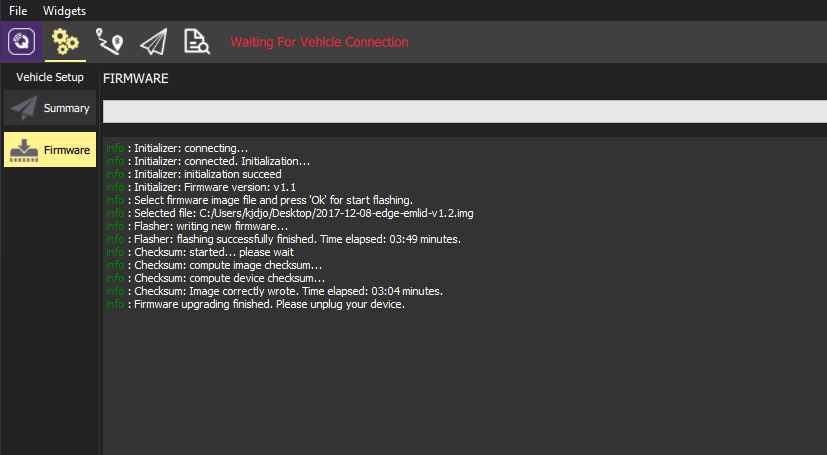 File Widgets
Waiting For Vehicle Connection
Vehicle Setup
FIRMWARE
Summary
Firmware
info : Initializer: connecting...
info : Initializer: connected. Initialization...
info : Initializer: initialization succeed
info : Initializer: Firmware version: v1.1
info : Select firmware image file and press 'Ok' for start flashing.
info : Selected file: C:/Users/kjdjo/Desktop/2017-12-08-edge-emlid-v1.2.img
info : Flasher: writing new firmware...
info : Flasher: flashing successfully finished. Time elapsed: 03:49 minutes.
info : Checksum: started... please wait
info : Checksum: compute image checksum...
info : Checksum: compute device checksum...
info : Checksum: Image correctly wrote. Time elapsed: 03:04 minutes.
info : Firmware upgrading finished. Please unplug your device.